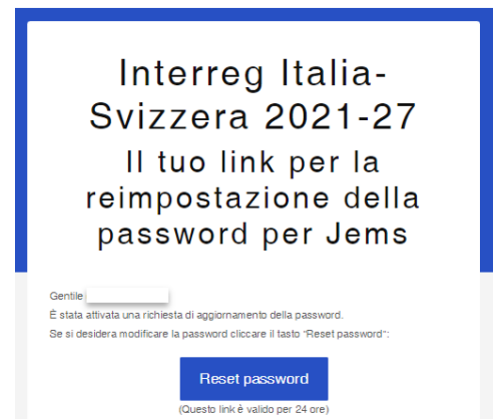 Interreg Italia-
Svizzera 2021-27
Il tuo link per la
reimpostazione della
password per Jems
Gentile
È stata attivata una richiesta di aggiornamento della password.
Se si desidera modificare la password cliccare il tasto "Reset password":
Reset password
(Questo link è valido per 24 ore)